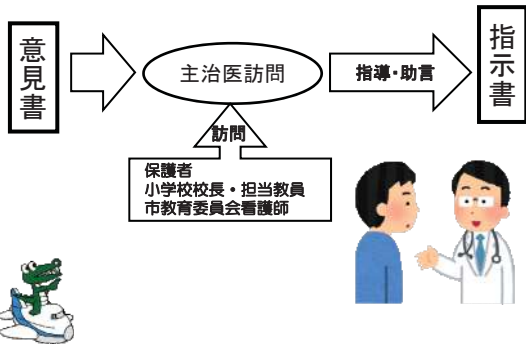 意見書
主治医訪問
指導・助言
指示書
訪問
保護者
小学校校長・担当教員
市教育委員会看護師